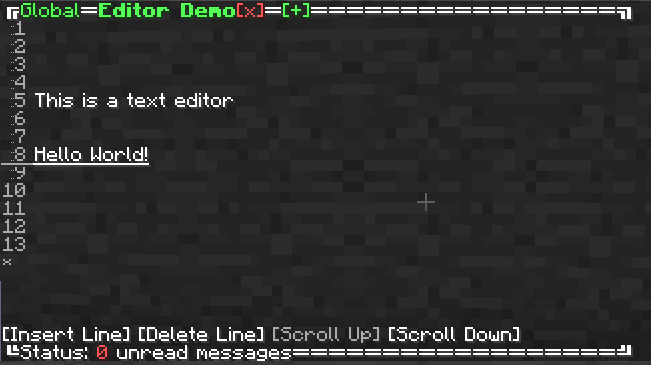 ╔Global═Editor Demo[x]═[+]══════════════════════╗
1
2
3
4
5 This is a text editor
6
7
8 Hello World!
9
10
11
12
13
×
[Insert Line] [Delete Line] [Scroll Up] [Scroll Down]
╚Status: 0 unread messages═══════════════════════╝